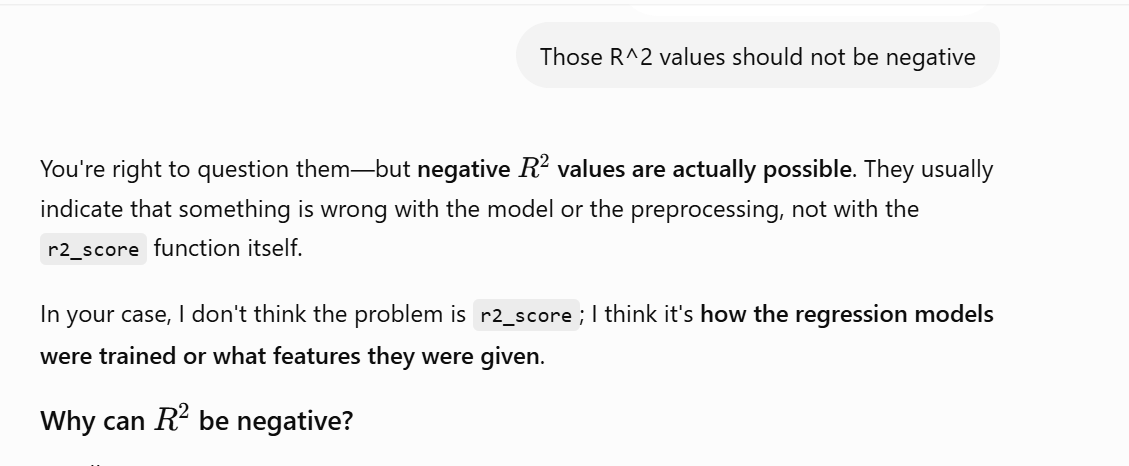 Those R^2 values should not be negative
You're right to question them—but negative R² values are actually possible. They usually
indicate that something is wrong with the model or the preprocessing, not with the
r2_score function itself.
In your case, I don't think the problem is r2_score; I think it's how the regression models
were trained or what features they were given.
Why can R² be negative?